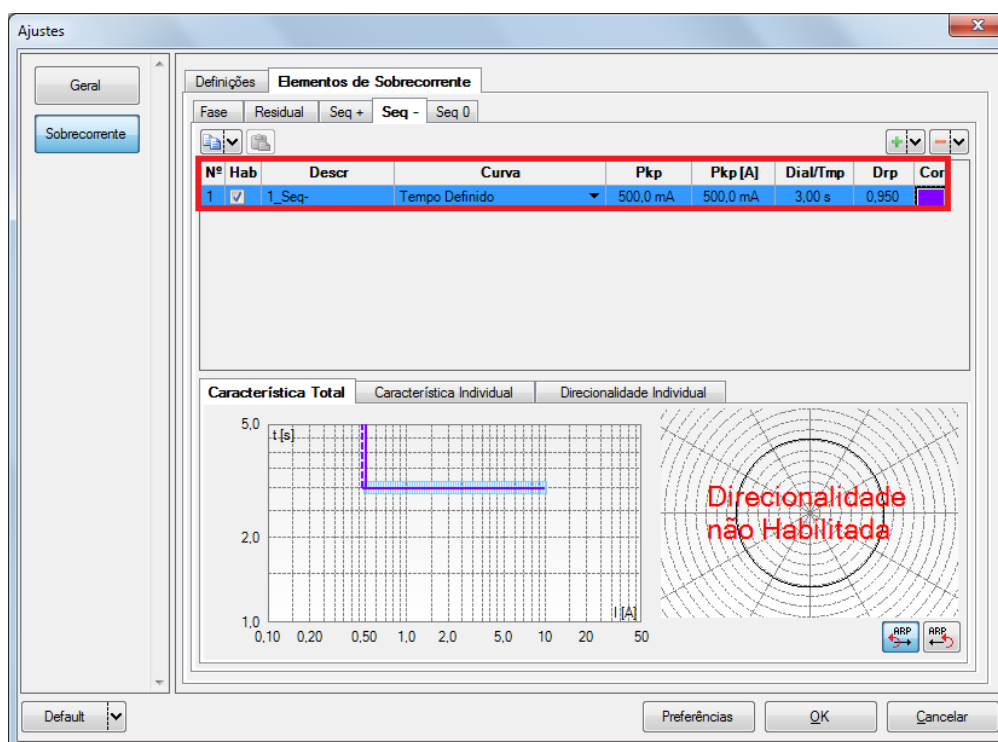 Ajustes
Geral
Sobrecorrente
Definições Elementos de Sobrecorrente
Fase Residual Seq + Seq - Seq 0
Nº Hab Descr Curva Pkp Pkp [A] Dial/Tmp Drp Cor
1 1_Seq- Tempo Definido 500,0 mA 500,0 mA 3,00 s 0,950
Característica Total Característica Individual Direcionalidade Individual
5,0
t [s]
2,0
1,0
I [A]
0,10 0,20 0,50 1,0 2,0 5,0 10 20 50
Direcionalidade
não Habilitada
ARP ARP
Default Preferências OK Cancelar